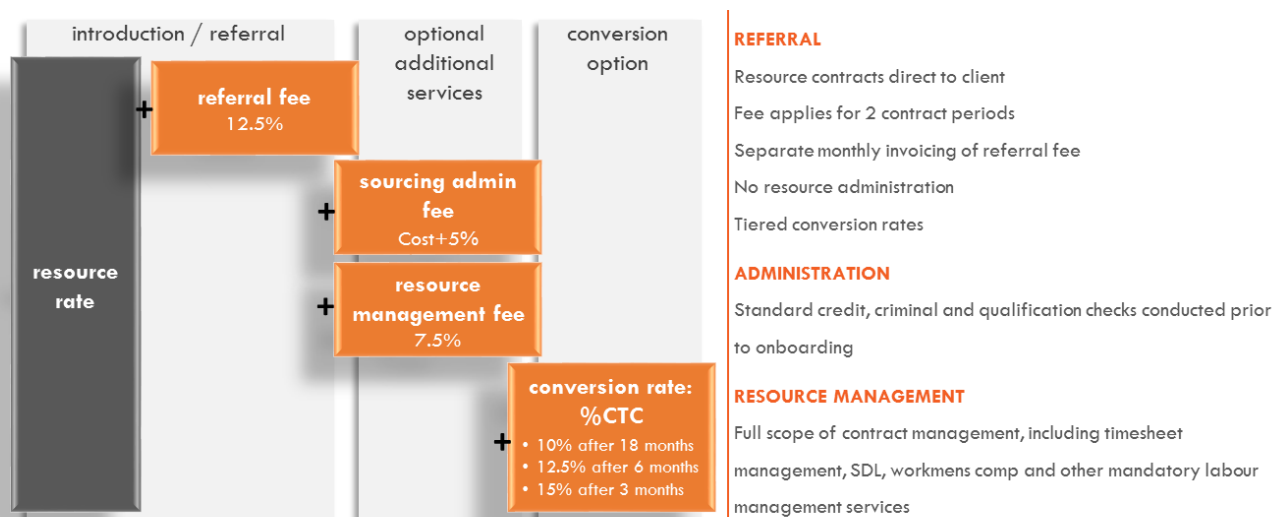 introduction / referral
optional
additional
services
conversion
option
resource
rate
+
referral fee
12.5%
+
sourcing admin
fee
Cost+5%
+
resource
management fee
7.5%
+
conversion rate:
%CTC
• 10% after 18 months
• 12.5% after 6 months
• 15% after 3 months
REFERRAL
Resource contracts direct to client
Fee applies for 2 contract periods
Separate monthly invoicing of referral fee
No resource administration
Tiered conversion rates
ADMINISTRATION
Standard credit, criminal and qualification checks conducted prior
to onboarding
RESOURCE MANAGEMENT
Full scope of contract management, including timesheet
management, SDL, workmens comp and other mandatory labour
management services